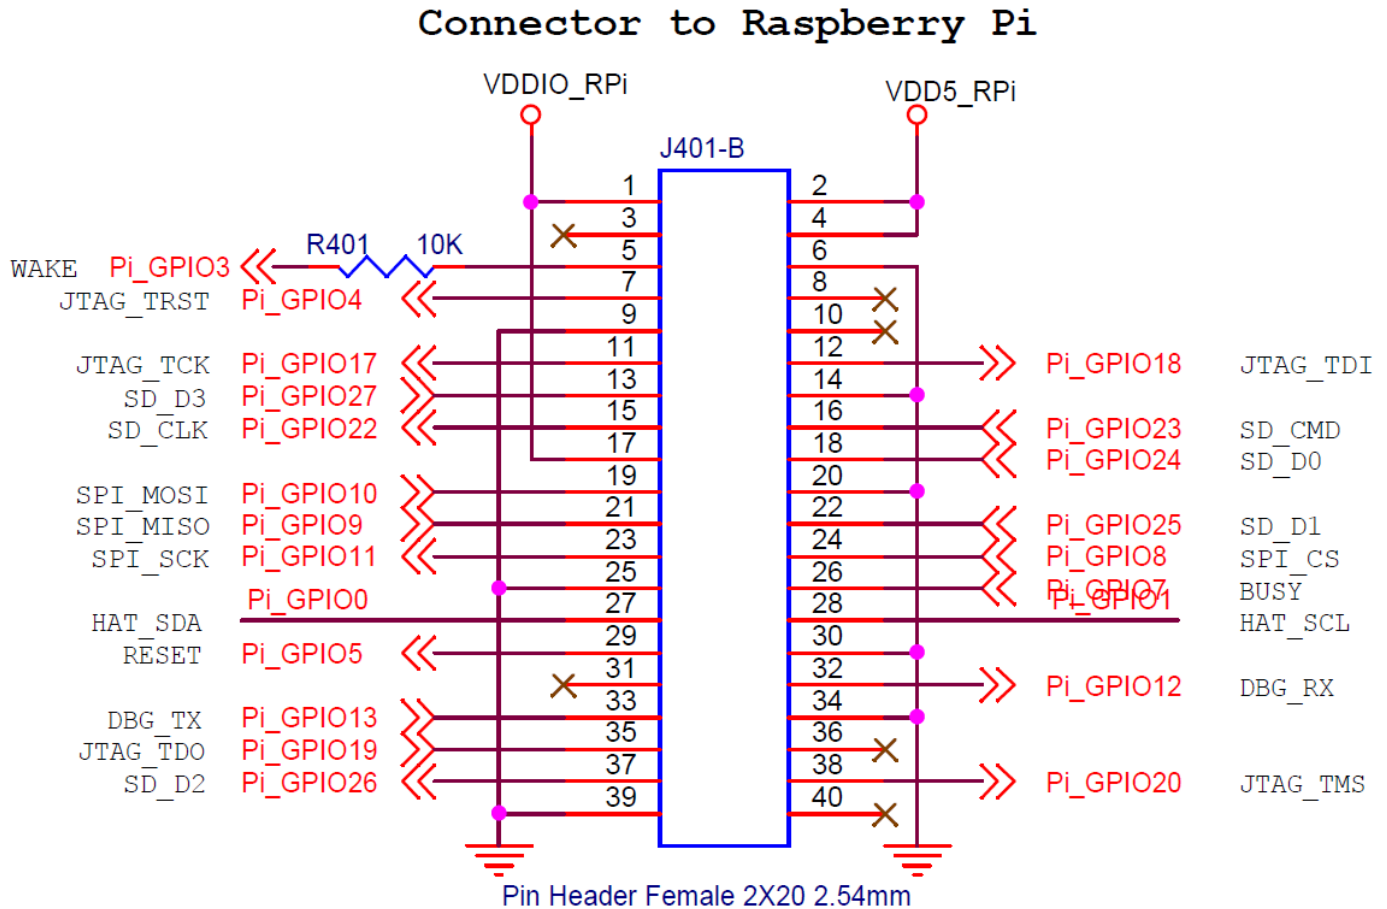 Connector to Raspberry Pi
VDDIO_RPi VDD5_RPi
J401-B
1 2
3 4
R401 10K
WAKE Pi_GPIO3 5 6
JTAG_TRST Pi_GPIO4 7 8
9 10
JTAG_TCK Pi_GPIO17 11 12 Pi_GPIO18 JTAG_TDI
SD_D3 Pi_GPIO27 13 14
SD_CLK Pi_GPIO22 15 16 Pi_GPIO23 SD_CMD
17 18 Pi_GPIO24 SD_D0
SPI_MOSI Pi_GPIO10 19 20
SPI_MISO Pi_GPIO9 21 22 Pi_GPIO25 SD_D1
SPI_SCK Pi_GPIO11 23 24 Pi_GPIO8 SPI_CS
25 26 Pi_GPIO7 BUSY
HAT_SDA Pi_GPIO0 27 28 Pi_GPIO1 HAT_SCL
RESET Pi_GPIO5 29 30
31 32 Pi_GPIO12 DBG_RX
DBG_TX Pi_GPIO13 33 34
JTAG_TDO Pi_GPIO19 35 36
SD_D2 Pi_GPIO26 37 38 Pi_GPIO20 JTAG_TMS
39 40
Pin Header Female 2X20 2.54mm